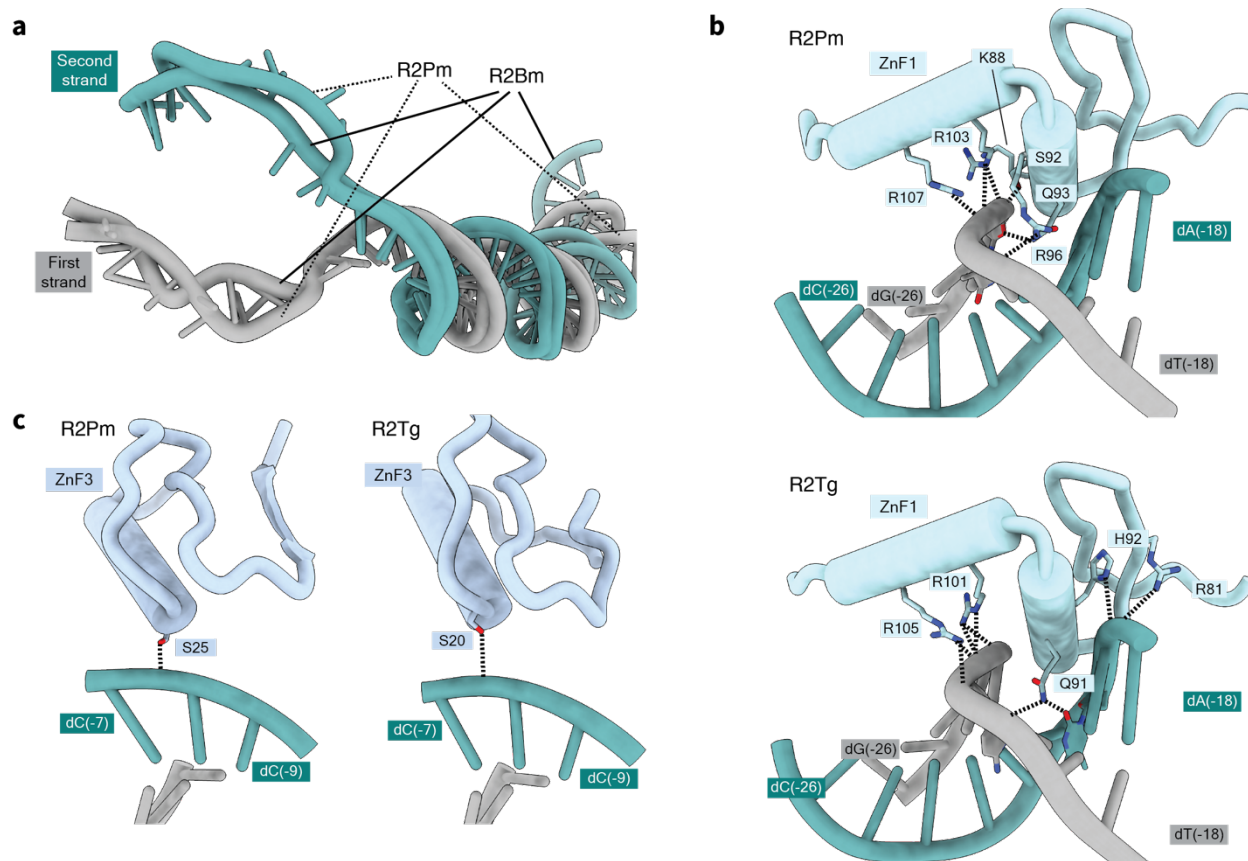 a
Second
strand
R2Pm
R2Bm
First
strand
b
R2Pm
ZnF1
K88
R103
S92
Q93
R107
R96
dA(-18)
dC(-26)
dG(-26)
dT(-18)
c
R2Pm
ZnF3
S25
dC(-7)
dC(-9)
R2Tg
ZnF3
S20
dC(-7)
dC(-9)
R2Tg
ZnF1
H92
R101
R81
R105
Q91
dA(-18)
dG(-26)
dC(-26)
dT(-18)